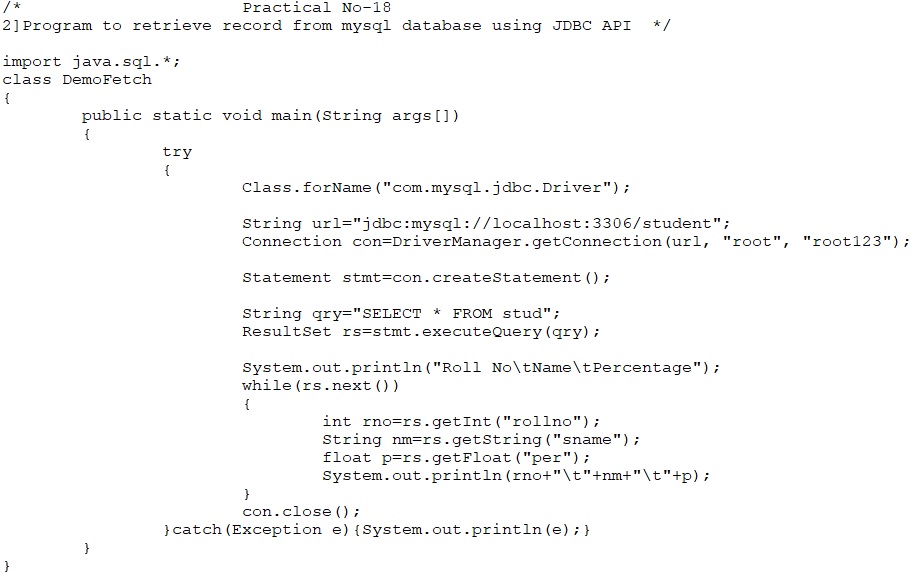 /*                      Practical No-18
2]Program to retrieve record from mysql database using JDBC API  */
import java.sql.*;
class DemoFetch
{
        public static void main(String args[])
        {
                try
                {
                        Class.forName("com.mysql.jdbc.Driver");
                        String url="jdbc:mysql://localhost:3306/student";
                        Connection con=DriverManager.getConnection(url, "root", "root123");
                        Statement stmt=con.createStatement();
                        String qry="SELECT * FROM stud";
                        ResultSet rs=stmt.executeQuery(qry);
                        System.out.println("Roll No\tName\tPercentage");
                        while(rs.next())
                        {
                                int rno=rs.getInt("rollno");
                                String nm=rs.getString("sname");
                                float p=rs.getFloat("per");
                                System.out.println(rno+"\t"+nm+"\t"+p);
                        }
                        con.close();
                }catch(Exception e){System.out.println(e);}
        }
}